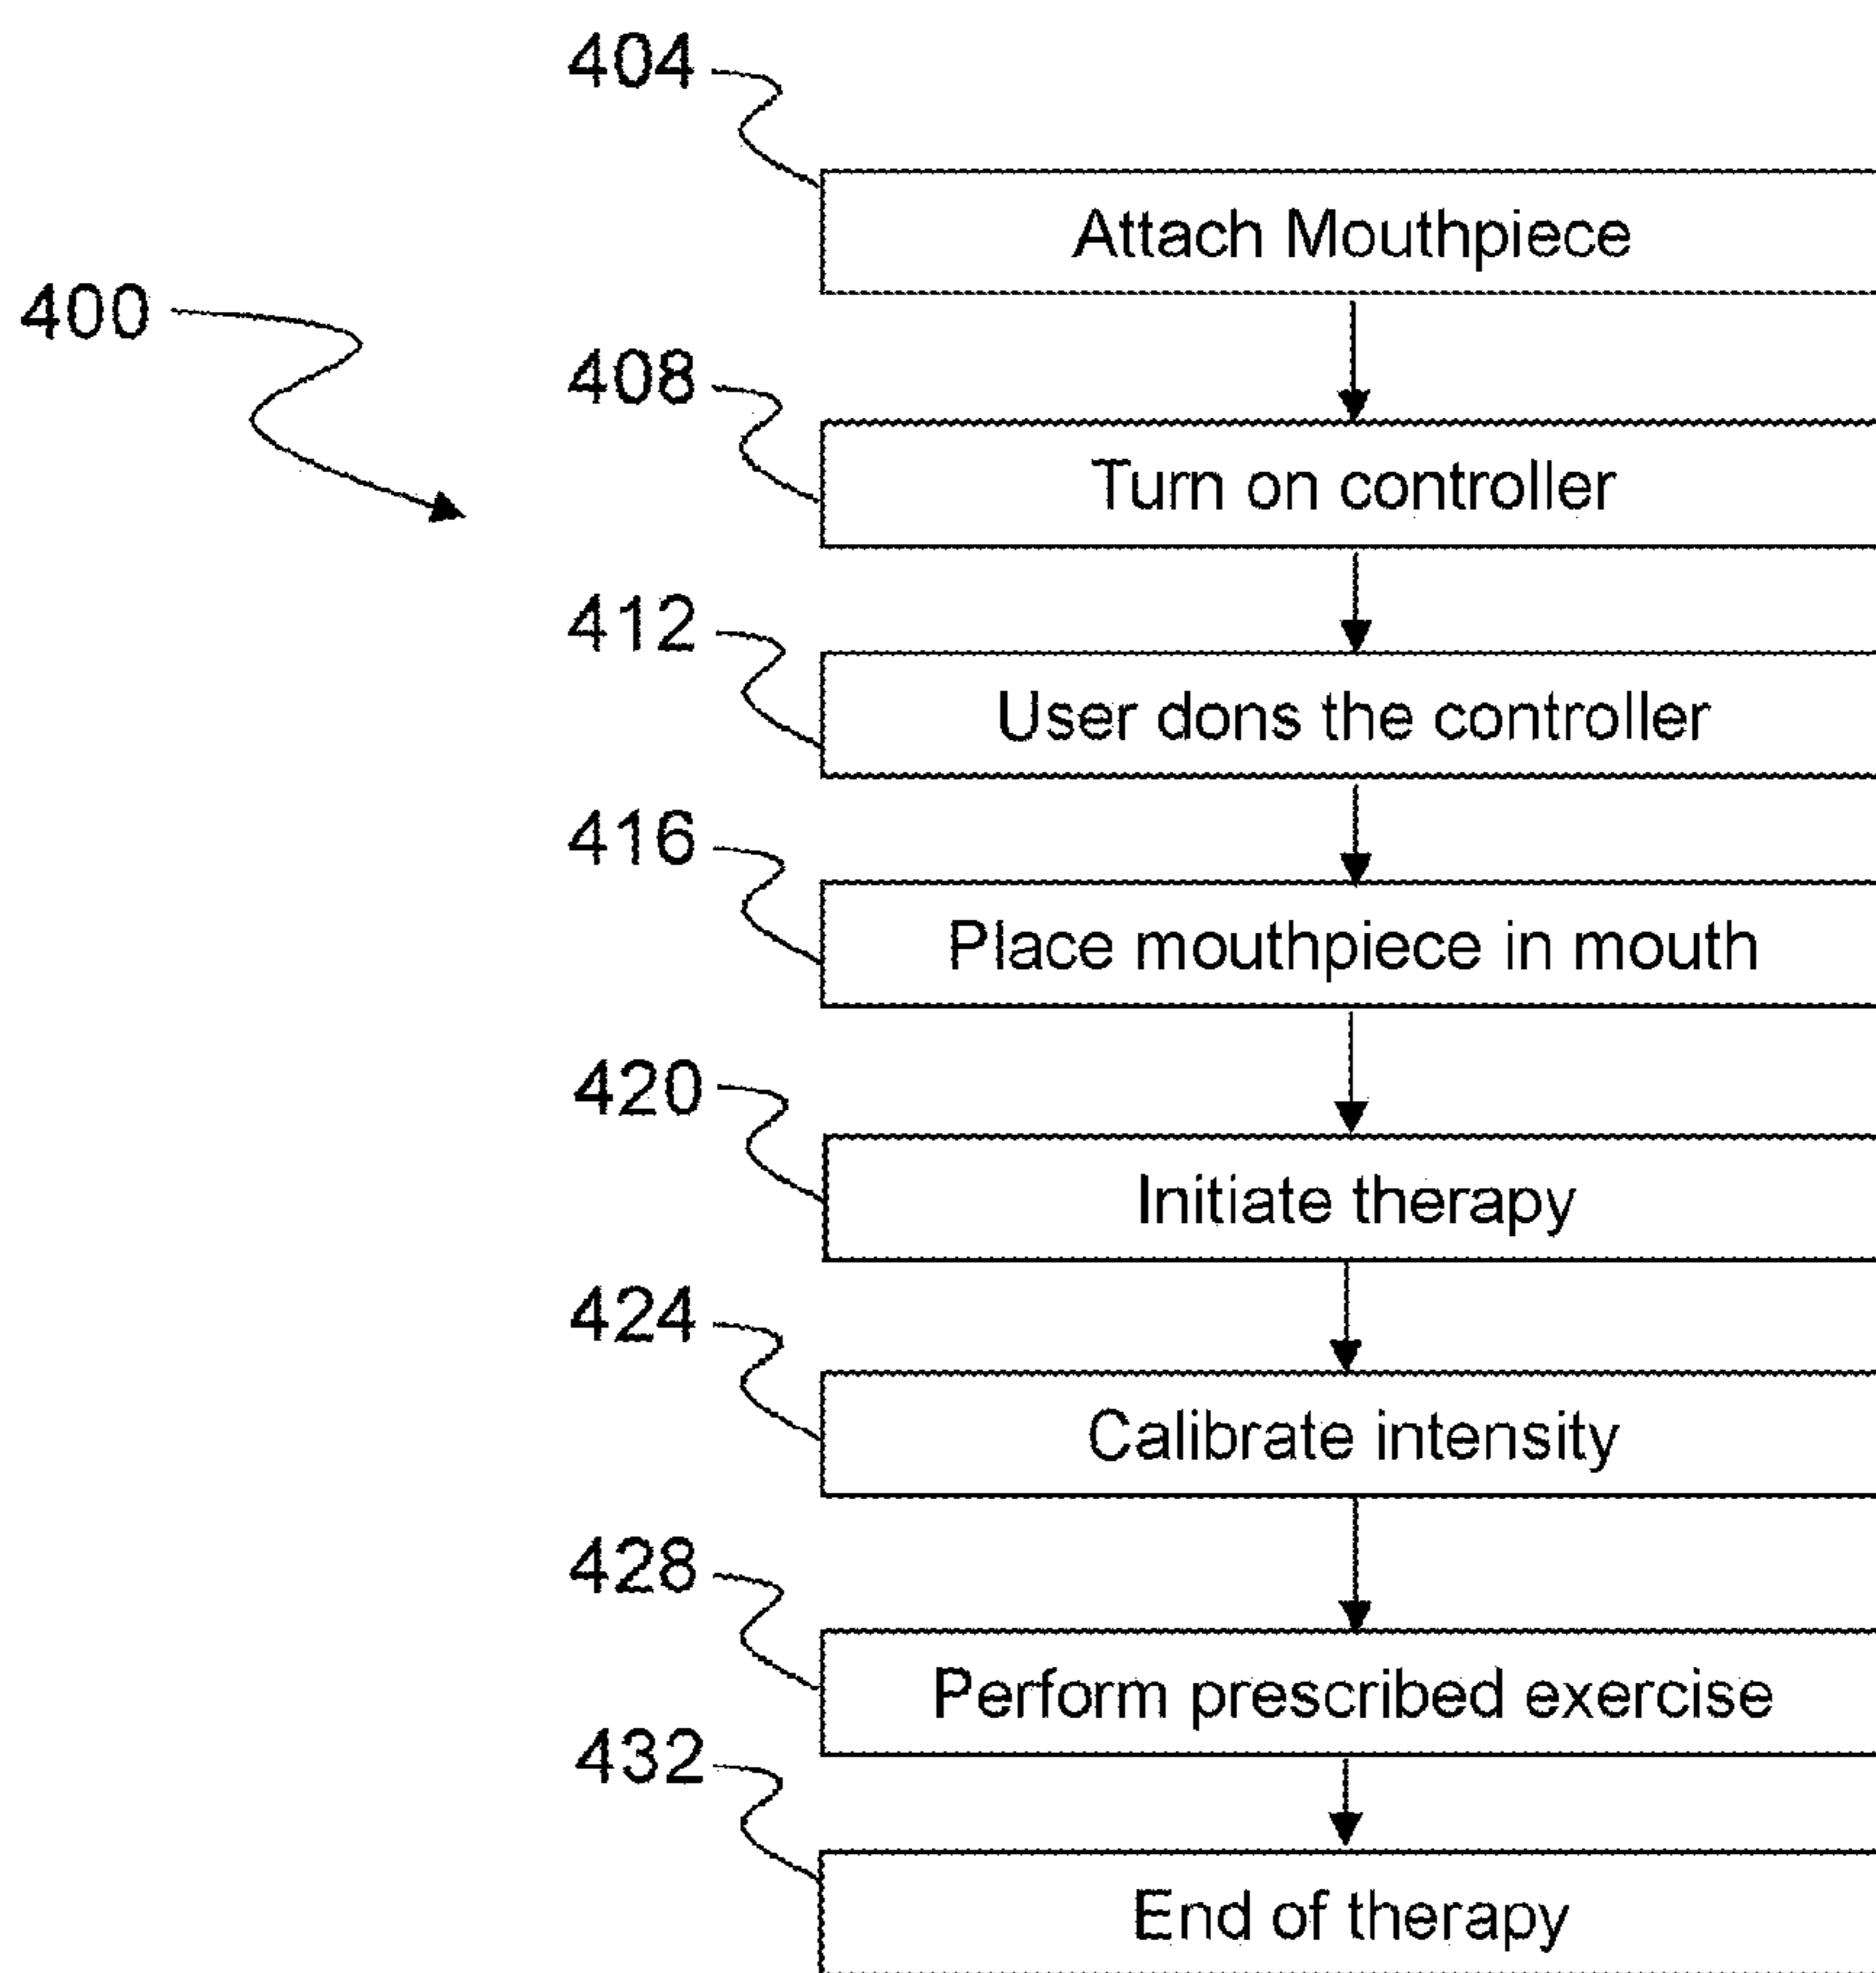 404
Attach Mouthpiece
400
408
Turn on controller
412
User dons the controller
416
Place mouthpiece in mouth
420
Initiate therapy
424
Calibrate intensity
428
Perform prescribed exercise
432
End of therapy